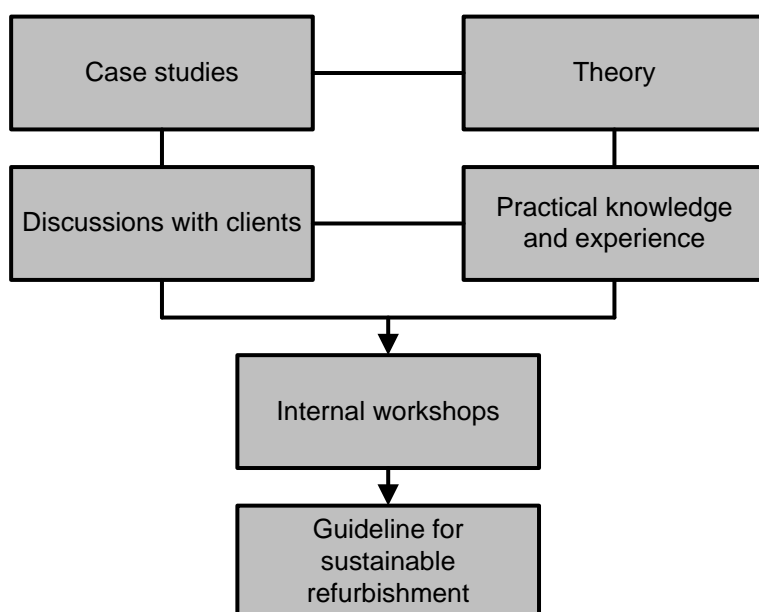 Case studies
Theory
Discussions with clients
Practical knowledge
and experience
Internal workshops
Guideline for
sustainable
refurbishment